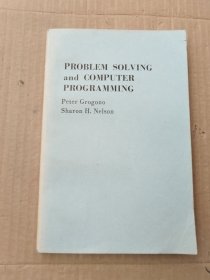 PROBLEM SOLVING
and COMPUTER
PROGRAMMING
Peter Grogono
Sharon H. Nelson